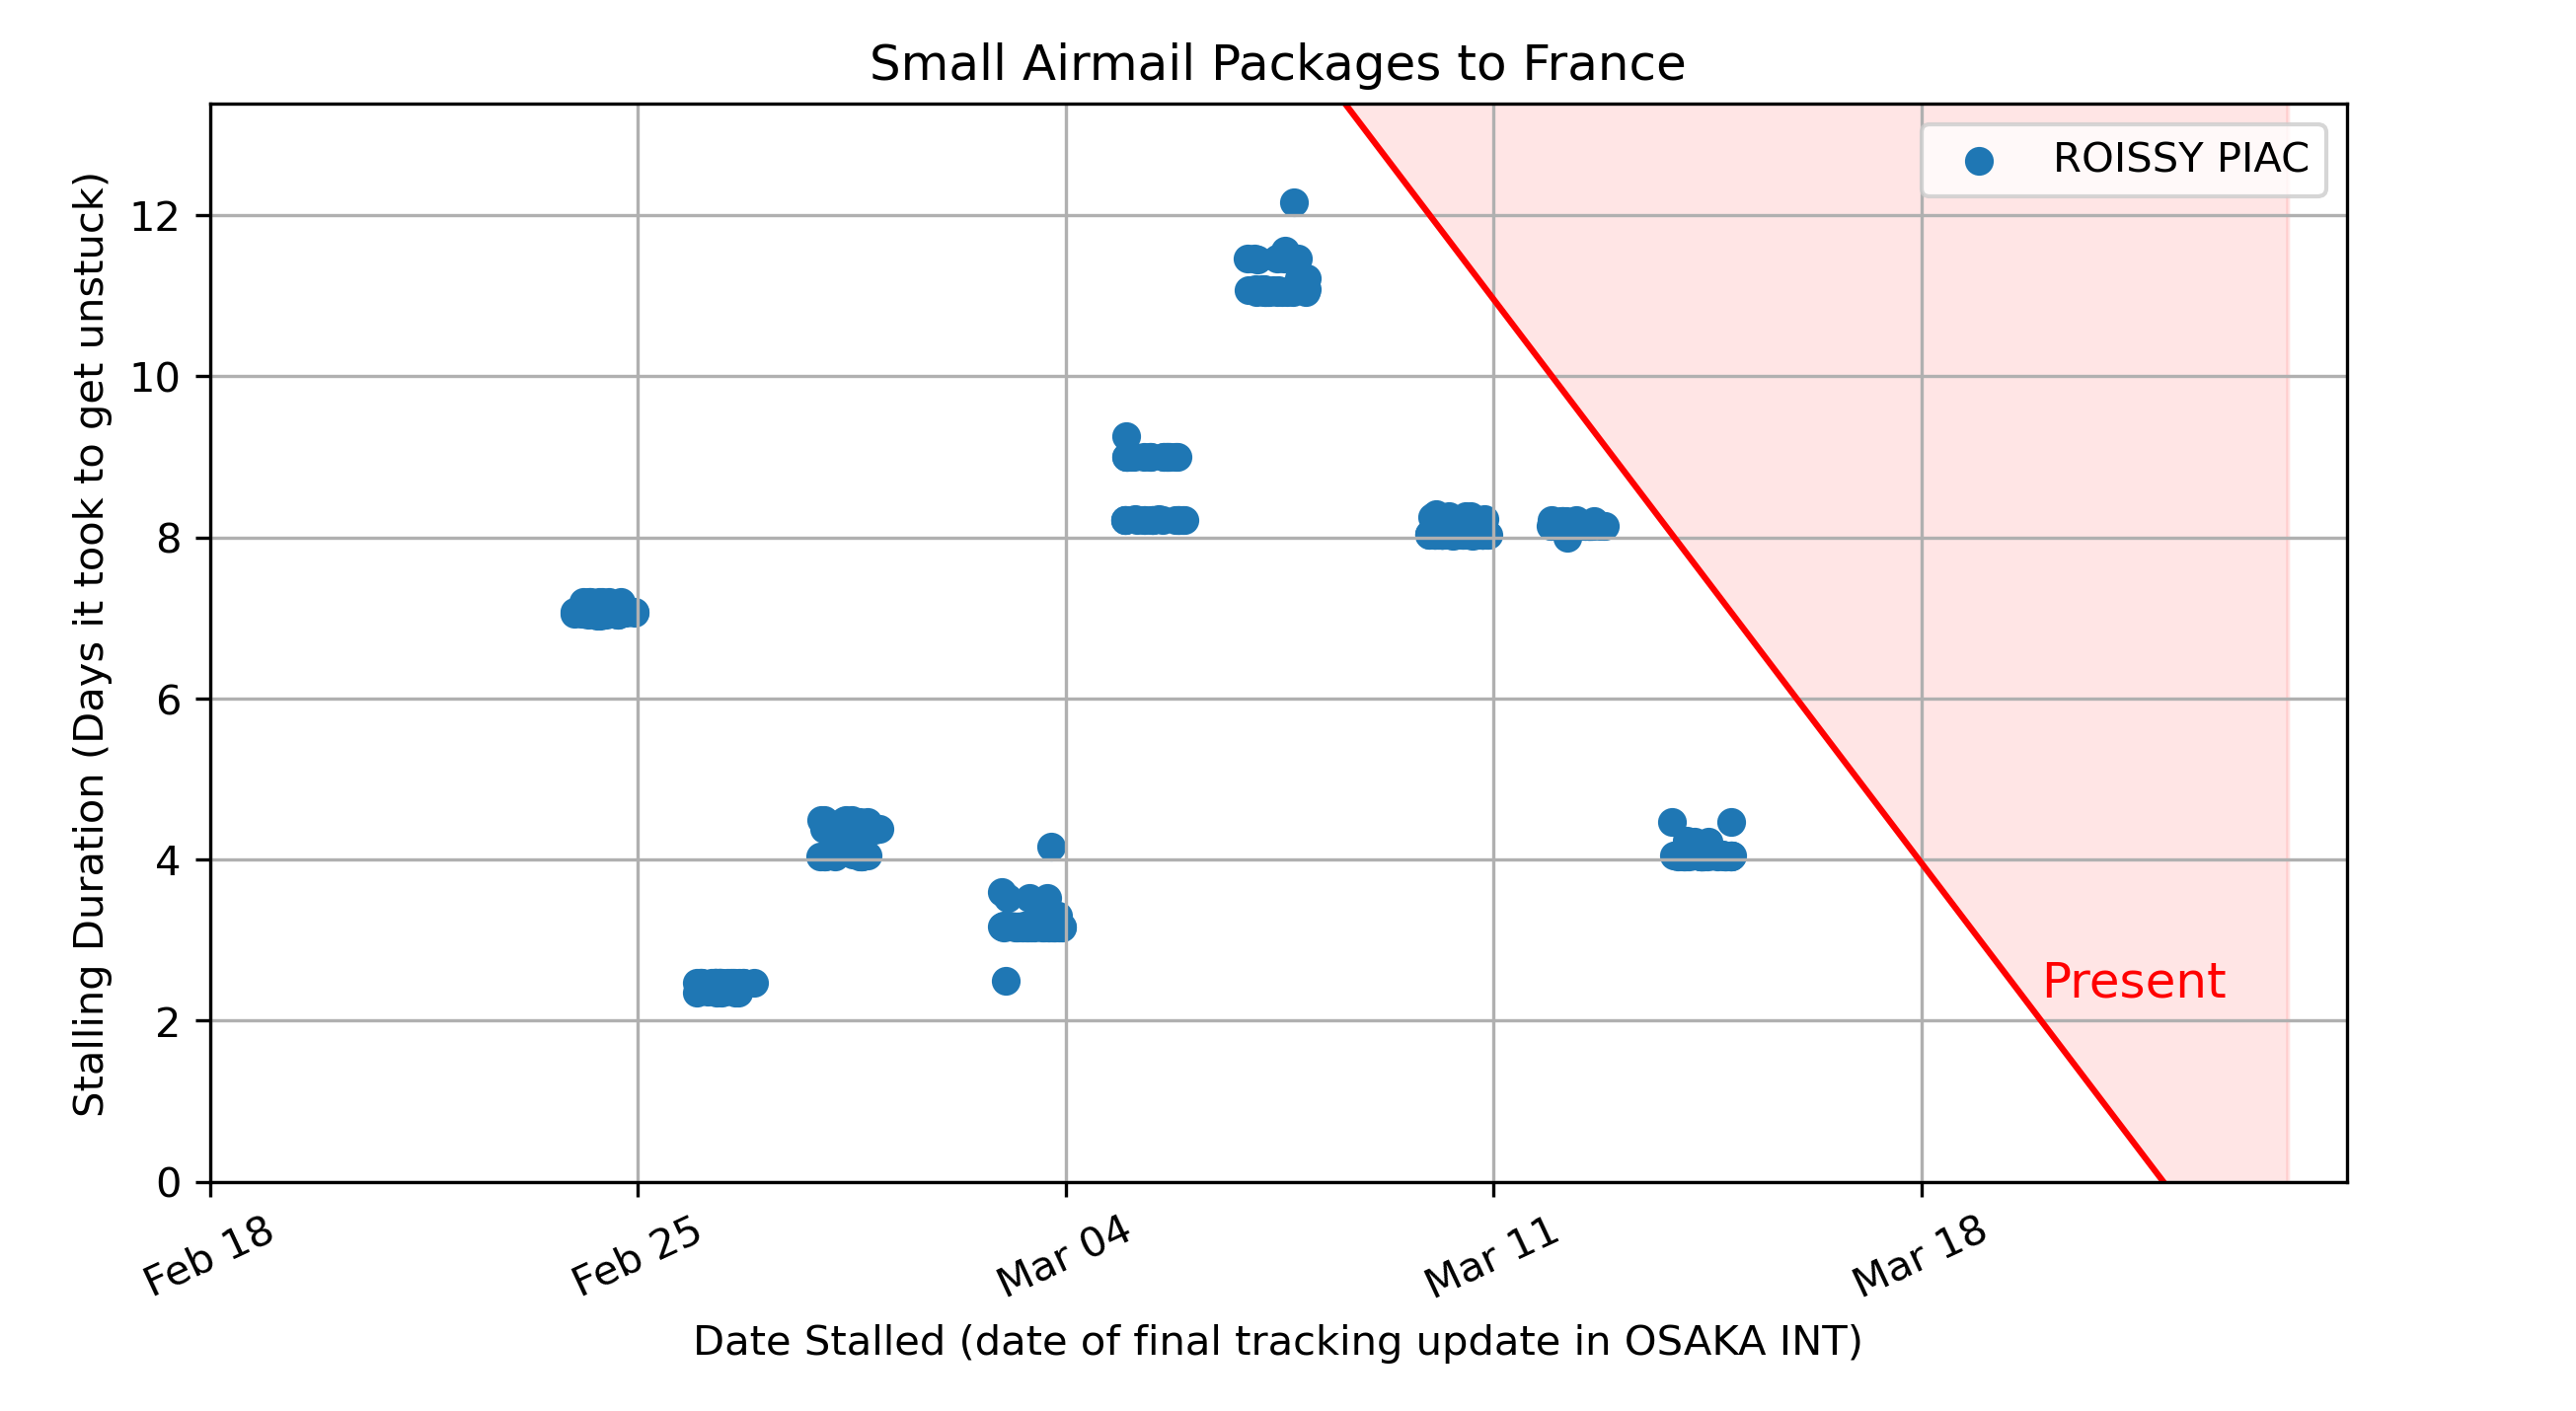 Small Airmail Packages to France
ROISSY PIAC
Stalling Duration (Days it took to get unstuck)
12
10
8
6
4
2
0
Present
Feb 18
Feb 25
Mar 04
Mar 11
Mar 18
Date Stalled (date of final tracking update in OSAKA INT)